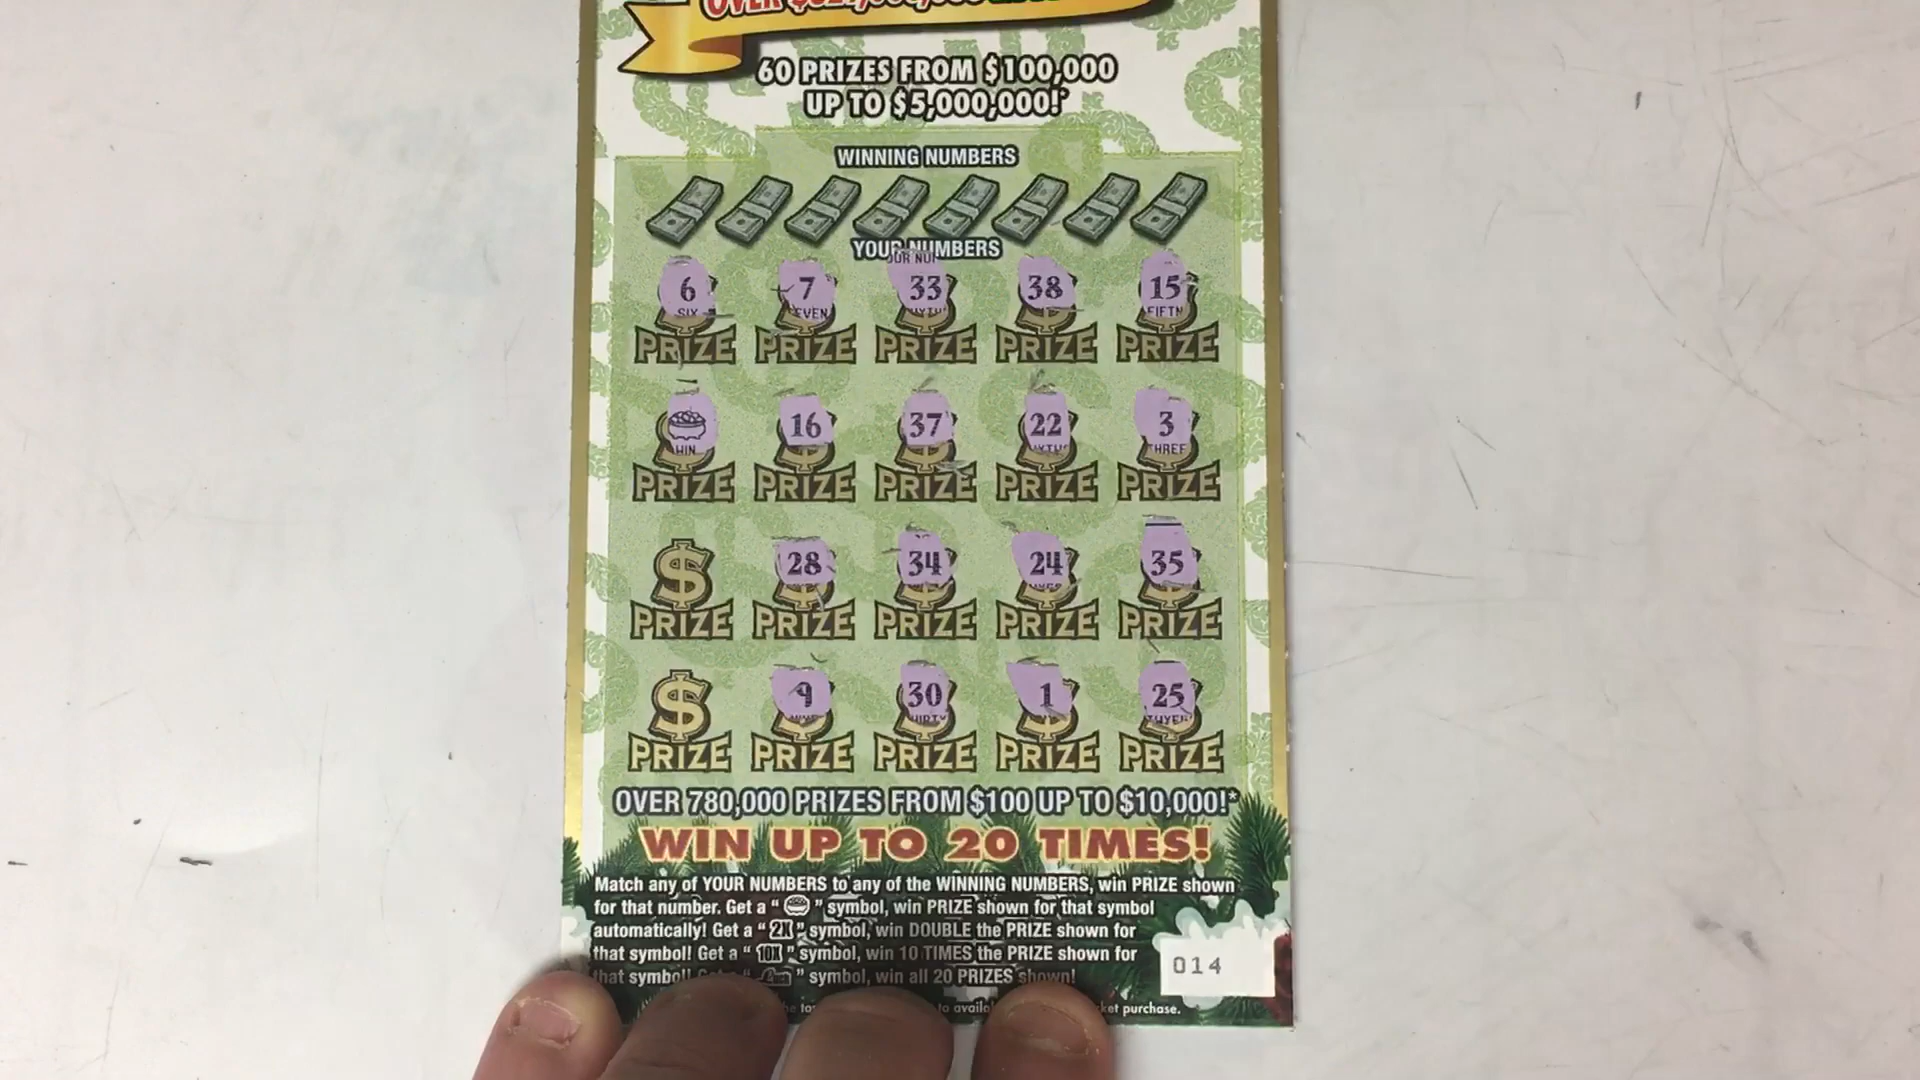 OVER
60 PRIZES FROM $100,000
UP TO $5,000,000!*
WINNING NUMBERS
YOUR NUMBERS
6 7 33 38 15
SIX
PRIZE PRIZE PRIZE PRIZE PRIZE
16 37 22 3
WIN
PRIZE PRIZE PRIZE PRIZE PRIZE
$ 28 34 24 35
PRIZE PRIZE PRIZE PRIZE PRIZE
$ 9 30 1 25
PRIZE PRIZE PRIZE PRIZE PRIZE
OVER 780,000 PRIZES FROM $100 UP TO $10,000!*
WIN UP TO 20 TIMES!
Match any of YOUR NUMBERS to any of the WINNING NUMBERS, win PRIZE shown
for that number. Get a " " symbol, win PRIZE shown for that symbol
automatically! Get a "2X" symbol, win DOUBLE the PRIZE shown for
that symbol! Get a "10X" symbol, win 10 TIMES the PRIZE shown for
that symbol! Get a " " symbol, win all 20 PRIZES shown!
014
purchase.